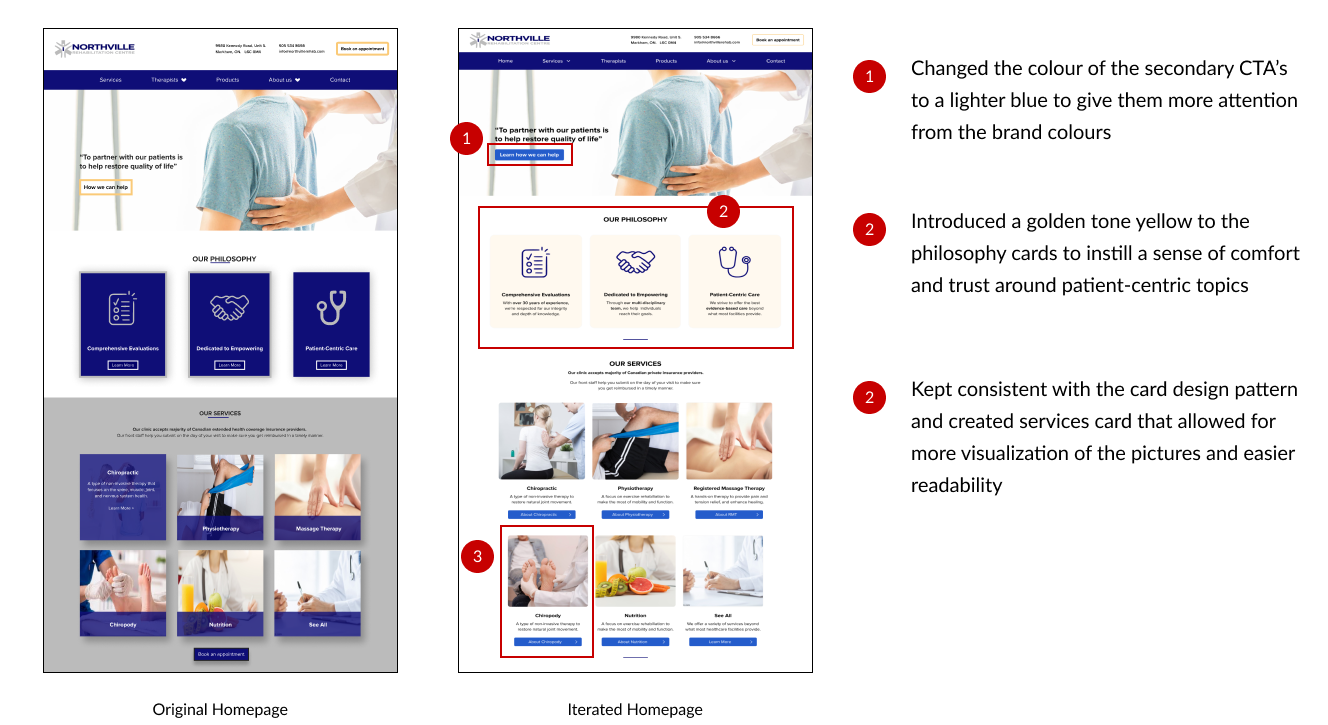 NORTHVILLE
REHABILITATION CENTRE
9590 Kennedy Road, Unit 5
Markham, ON.
905 534 8666
Book an appointment
Services
Therapists
Products
About us
Contact
"To partner with our patients is
to help restore quality of life"
How we can help
OUR PHILOSOPHY
Comprehensive Evaluations
Learn More
Dedicated to Empowering
Learn More
Patient-Centric Care
Learn More
OUR SERVICES
Our clinic accepts majority of Canadian extended health coverage insurance providers.
Our front staff help you submit on the day of your visit to make sure you get reimbursed in a timely manner.
Chiropractic
A type of non-invasive therapy that
focuses on the spine, muscle, joint,
and nervous system health.
Learn More >
Physiotherapy
Massage Therapy
Chiropody
Nutrition
See All
Book an appointment
Original Homepage
NORTHVILLE
REHABILITATION CENTRE
9590 Kennedy Road, Unit 5
Markham, ON.
905 534 8666
Book an appointment
Home
Services
Therapists
Products
About us
Contact
1
"To partner with our patients is
to help restore quality of life"
Learn how we can help
2
OUR PHILOSOPHY
Comprehensive Evaluations
With over 30 years of experience,
we're respected for our integrity
and depth of knowledge.
Dedicated to Empowering
Through our multi-disciplinary
team, we help individuals
reach their goals.
Patient-Centric Care
We strive to offer the best
evidence-based care beyond
what most facilities provide.
OUR SERVICES
Our clinic accepts majority of Canadian private insurance providers.
Our front staff help you submit on the day of your visit to make sure
you get reimbursed in a timely manner.
Chiropractic
A type of non-invasive therapy to
restore natural joint movement.
About Chiropractic >
Physiotherapy
A focus on exercise rehabilitation to
make the most of mobility and function.
About Physiotherapy >
Registered Massage Therapy
A hands-on therapy to provide pain and
tension relief, and enhance healing.
About RMT >
3
Chiropody
A type of non-invasive therapy to
restore natural joint movement.
About Chiropody >
Nutrition
A focus on exercise rehabilitation to
make the most of mobility and function.
About Nutrition >
See All
We offer a variety of services beyond
what most healthcare facilities provide.
Learn More >
Iterated Homepage
1
Changed the colour of the secondary CTA's
to a lighter blue to give them more attention
from the brand colours
2
Introduced a golden tone yellow to the
philosophy cards to instill a sense of comfort
and trust around patient-centric topics
2
Kept consistent with the card design pattern
and created services card that allowed for
more visualization of the pictures and easier
readability